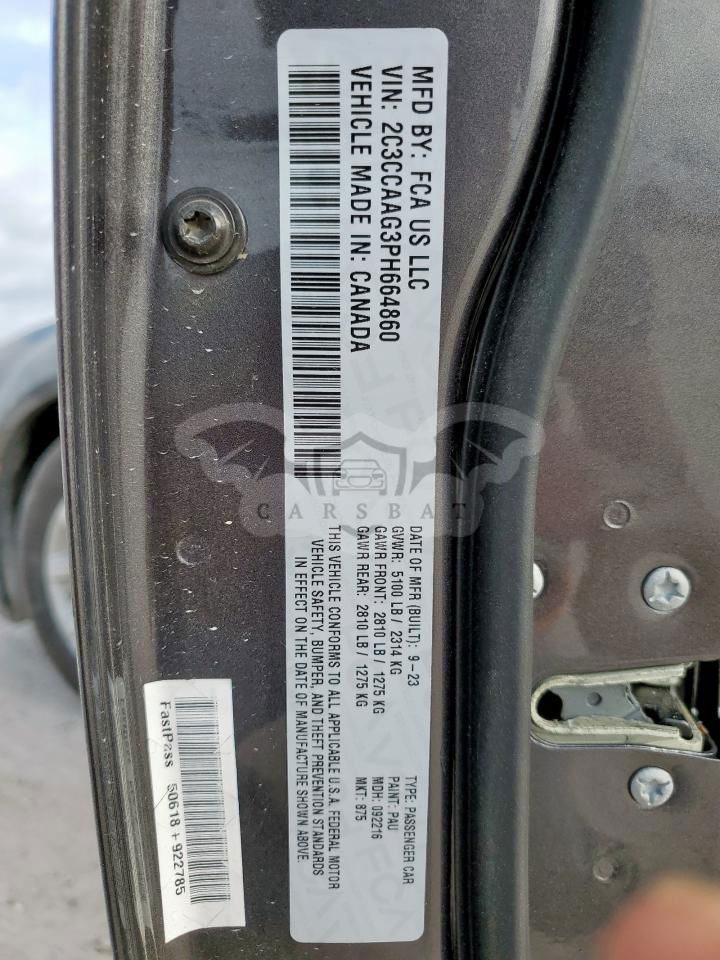 MFD BY: FCA US LLC
VIN: 2C3CCAAG3PH664860
VEHICLE MADE IN: CANADA
DATE OF MFR (BUILT): 9-23
GVWR: 5100 LB / 2314 KG
GAWR FRONT: 2810 LB / 1275 KG
GAWR REAR: 2810 LB / 1275 KG
THIS VEHICLE CONFORMS TO ALL APPLICABLE U.S.A. FEDERAL MOTOR
VEHICLE SAFETY, BUMPER, AND THEFT PREVENTION STANDARDS
IN EFFECT ON THE DATE OF MANUFACTURE SHOWN ABOVE.
TYPE: PASSENGER CAR
PAINT: PAU
MDH: 092216
MKT: 875
FastPass 50618 + 922785
CARSBAT